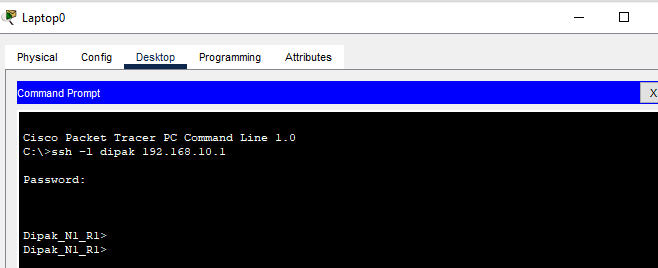 Laptop0
Physical Config Desktop Programming Attributes
Command Prompt X
Cisco Packet Tracer PC Command Line 1.0
C:\>ssh -l dipak 192.168.10.1
Password:
Dipak_N1_R1>
Dipak_N1_R1>